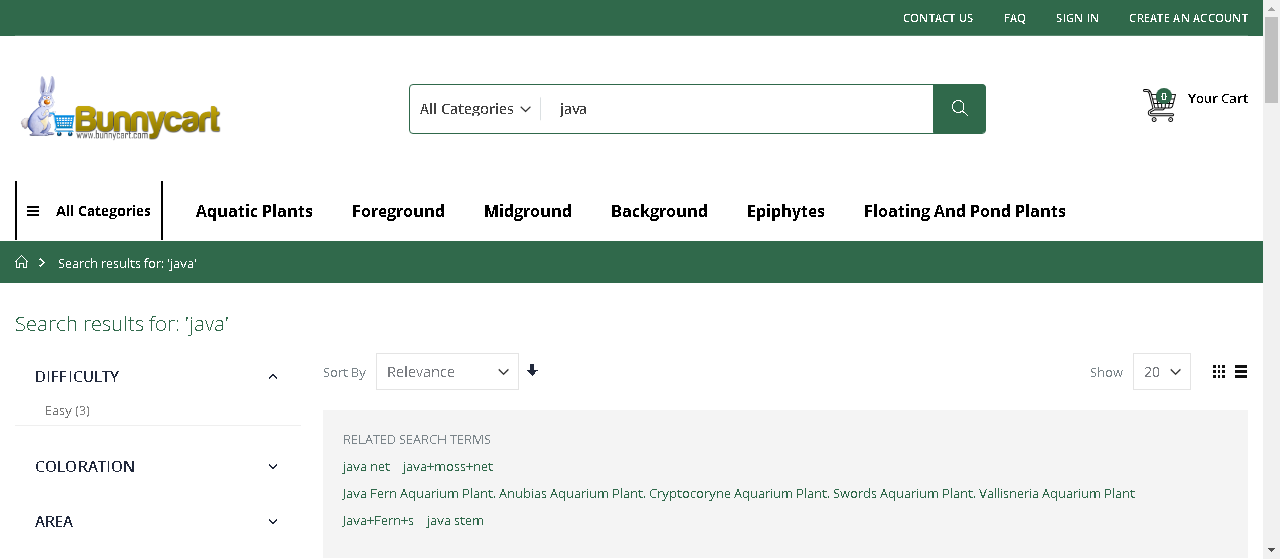 CONTACT US FAQ SIGN IN CREATE AN ACCOUNT
Bunnycart
www.bunnycart.com
All Categories java
0
Your Cart
All Categories Aquatic Plants Foreground Midground Background Epiphytes Floating And Pond Plants
Search results for: 'java'
Search results for: 'java'
DIFFICULTY
Easy (3)
COLORATION
AREA
Sort By Relevance Show 20
RELATED SEARCH TERMS
java net java+moss+net
Java Fern Aquarium Plant. Anubias Aquarium Plant. Cryptocoryne Aquarium Plant. Swords Aquarium Plant. Vallisneria Aquarium Plant
Java+Fern+s java stem